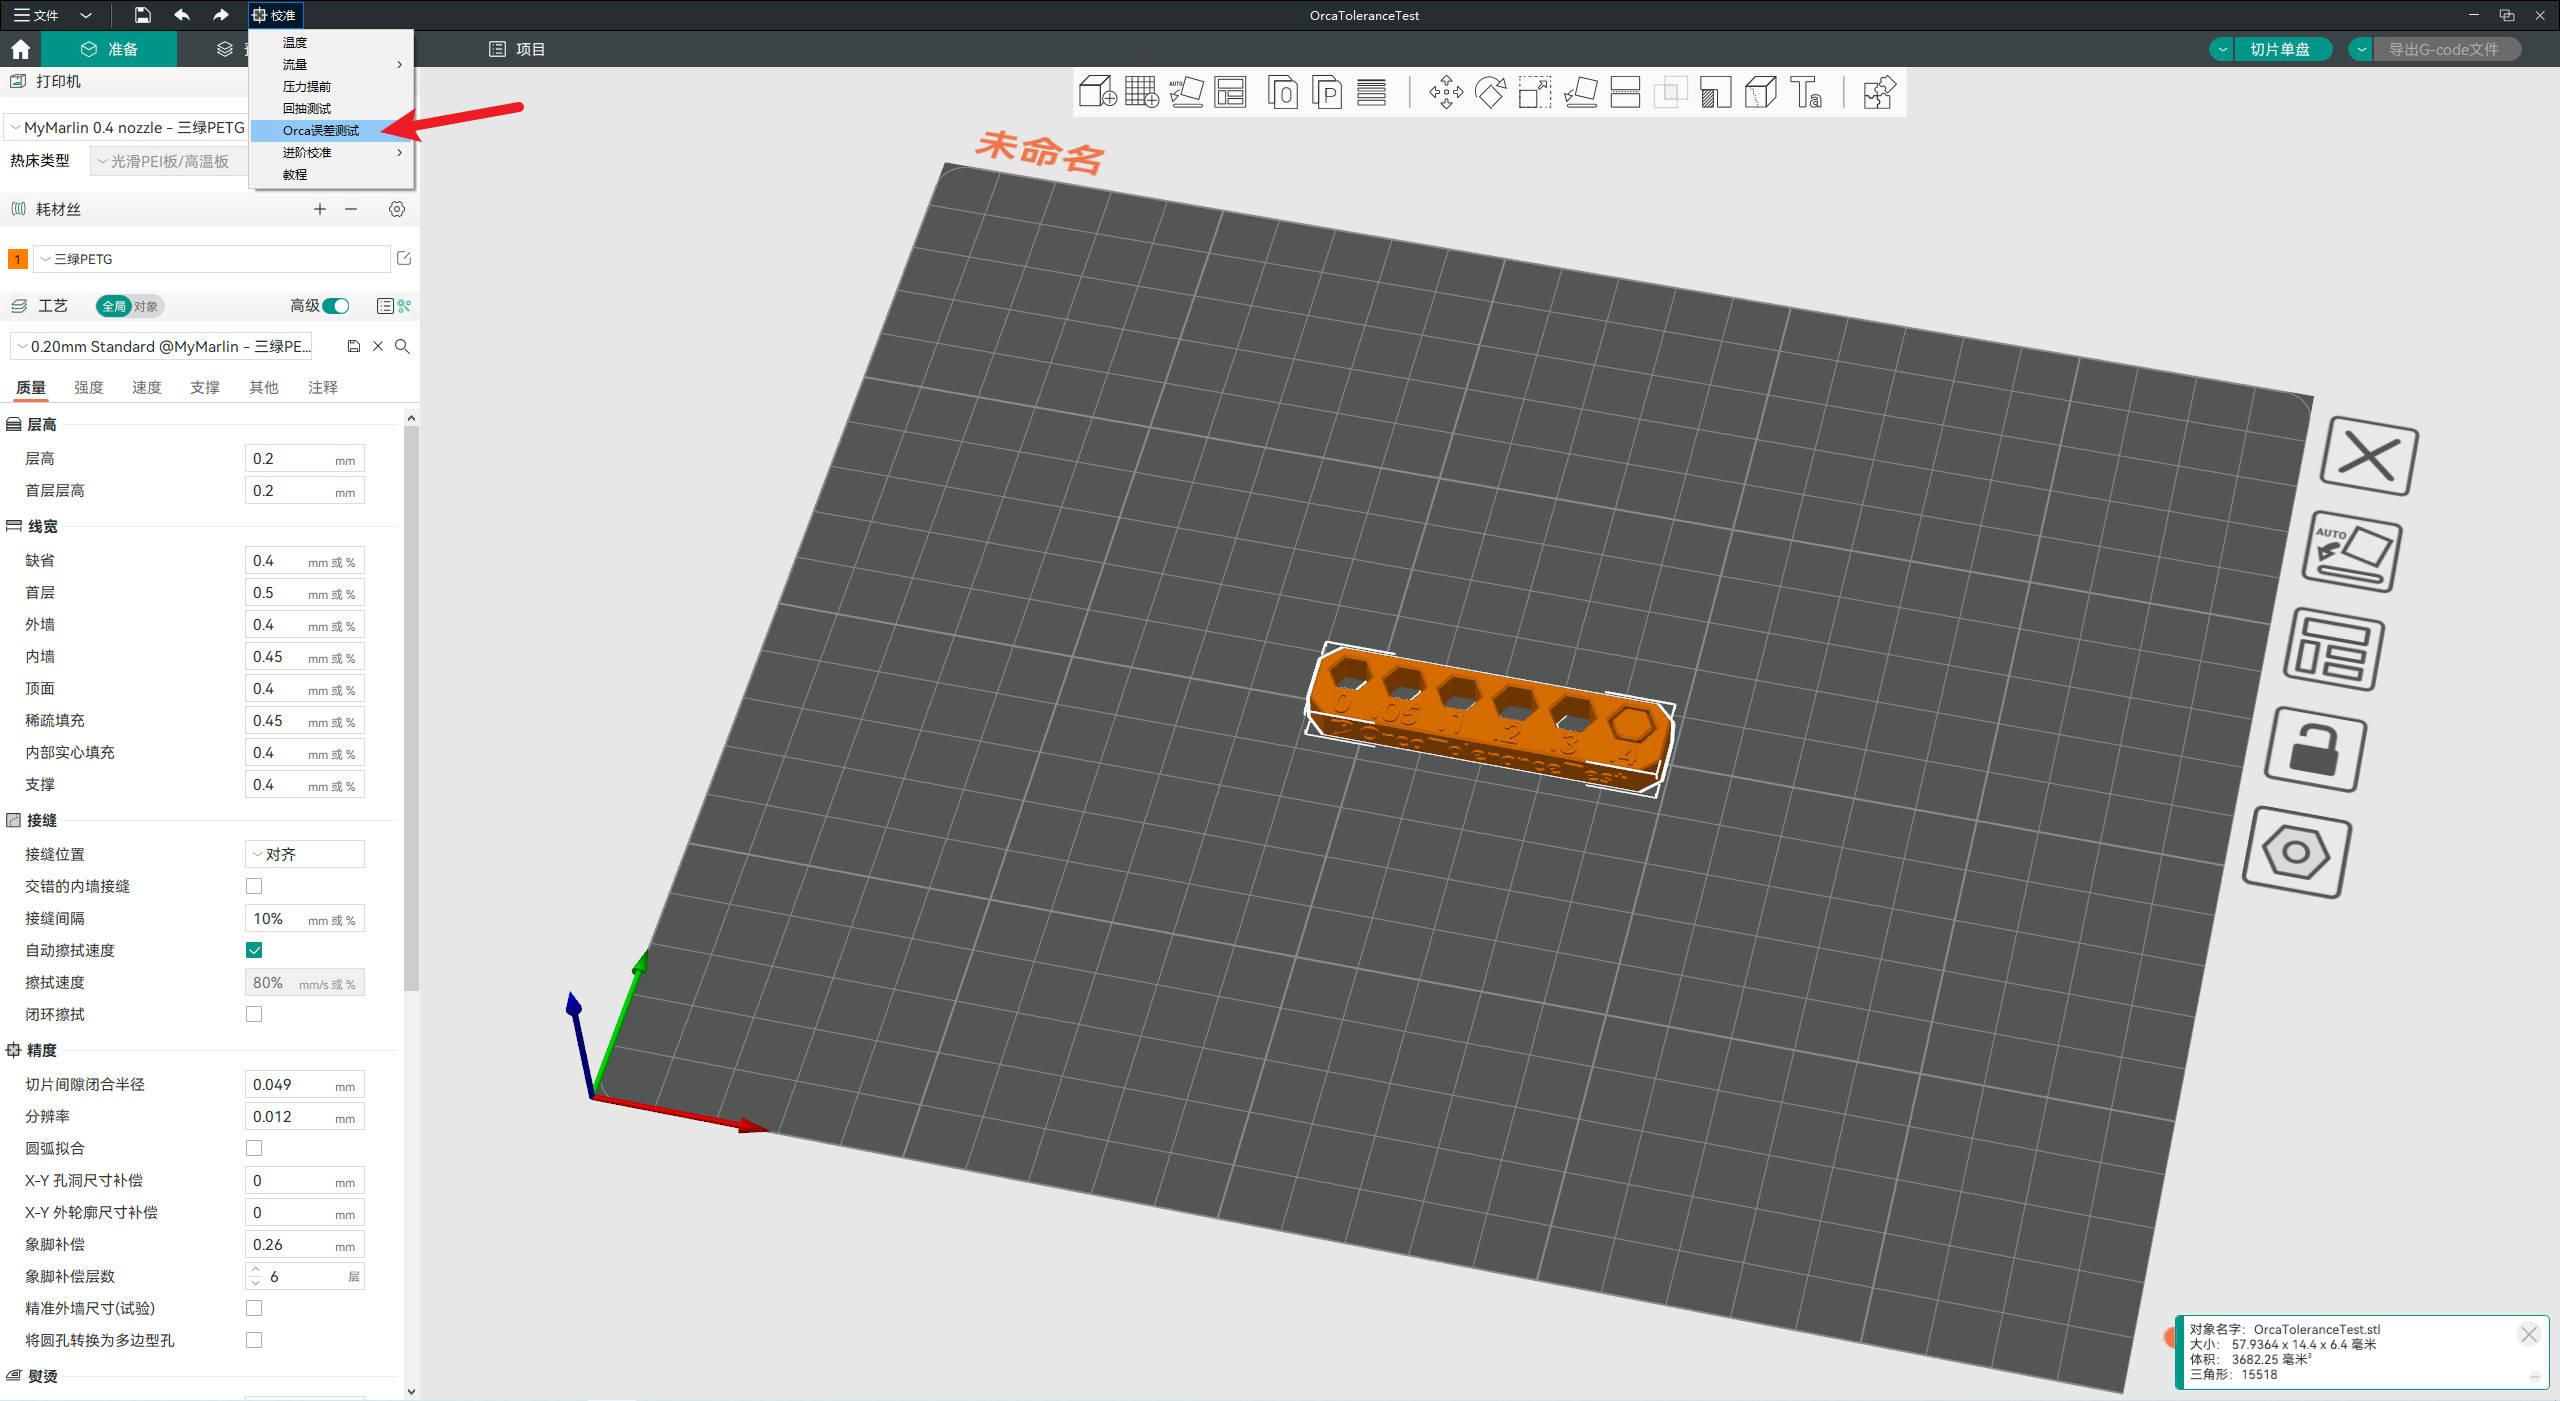 文件
校准
OrcaToleranceTest
准备
项目
切片单盘
导出G-code文件
温度
流量
压力提前
回抽测试
Orca误差测试
进阶校准
教程
打印机
MyMarlin 0.4 nozzle - 三绿PETG
热床类型
光滑PEI板/高温板
耗材丝
1
三绿PETG
工艺
全局
对象
高级
0.20mm Standard @MyMarlin - 三绿PE...
质量
强度
速度
支撑
其他
注释
层高
层高 0.2 mm
首层层高 0.2 mm
线宽
缺省 0.4 mm 或 %
首层 0.5 mm 或 %
外墙 0.4 mm 或 %
内墙 0.45 mm 或 %
顶面 0.4 mm 或 %
稀疏填充 0.45 mm 或 %
内部实心填充 0.4 mm 或 %
支撑 0.4 mm 或 %
接缝
接缝位置 对齐
交错的内墙接缝
接缝间隔 10% mm 或 %
自动擦拭速度
擦拭速度 80% mm/s 或 %
闭环擦拭
精度
切片间隙闭合半径 0.049 mm
分辨率 0.012 mm
圆弧拟合
X-Y 孔洞尺寸补偿 0 mm
X-Y 外轮廓尺寸补偿 0 mm
象脚补偿 0.26 mm
象脚补偿层数 6 层
精准外墙尺寸(试验)
将圆孔转换为多边型孔
熨烫
AUTO
O
P
Ta
未命名
0 .05 .1 .2 .3 .4
OrcaToleranceTest
AUTO
对象名字: OrcaToleranceTest.stl
大小: 57.9364 x 14.4 x 6.4 毫米
体积: 3682.25 毫米³
三角形: 15518